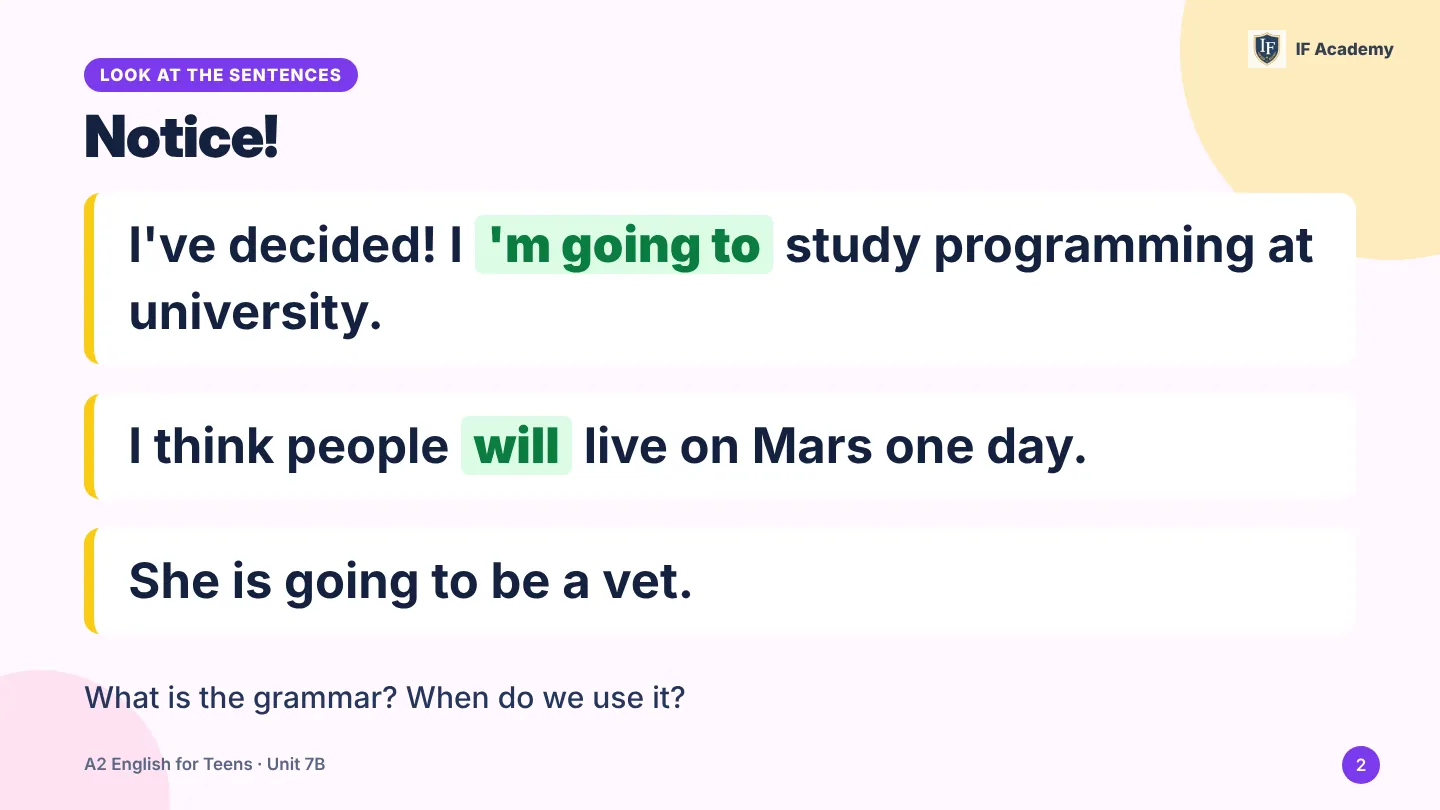 IF Academy
LOOK AT THE SENTENCES
Notice!
I've decided! I 'm going to study programming at
university.
I think people will live on Mars one day.
She is going to be a vet.
What is the grammar? When do we use it?
A2 English for Teens · Unit 7B
2